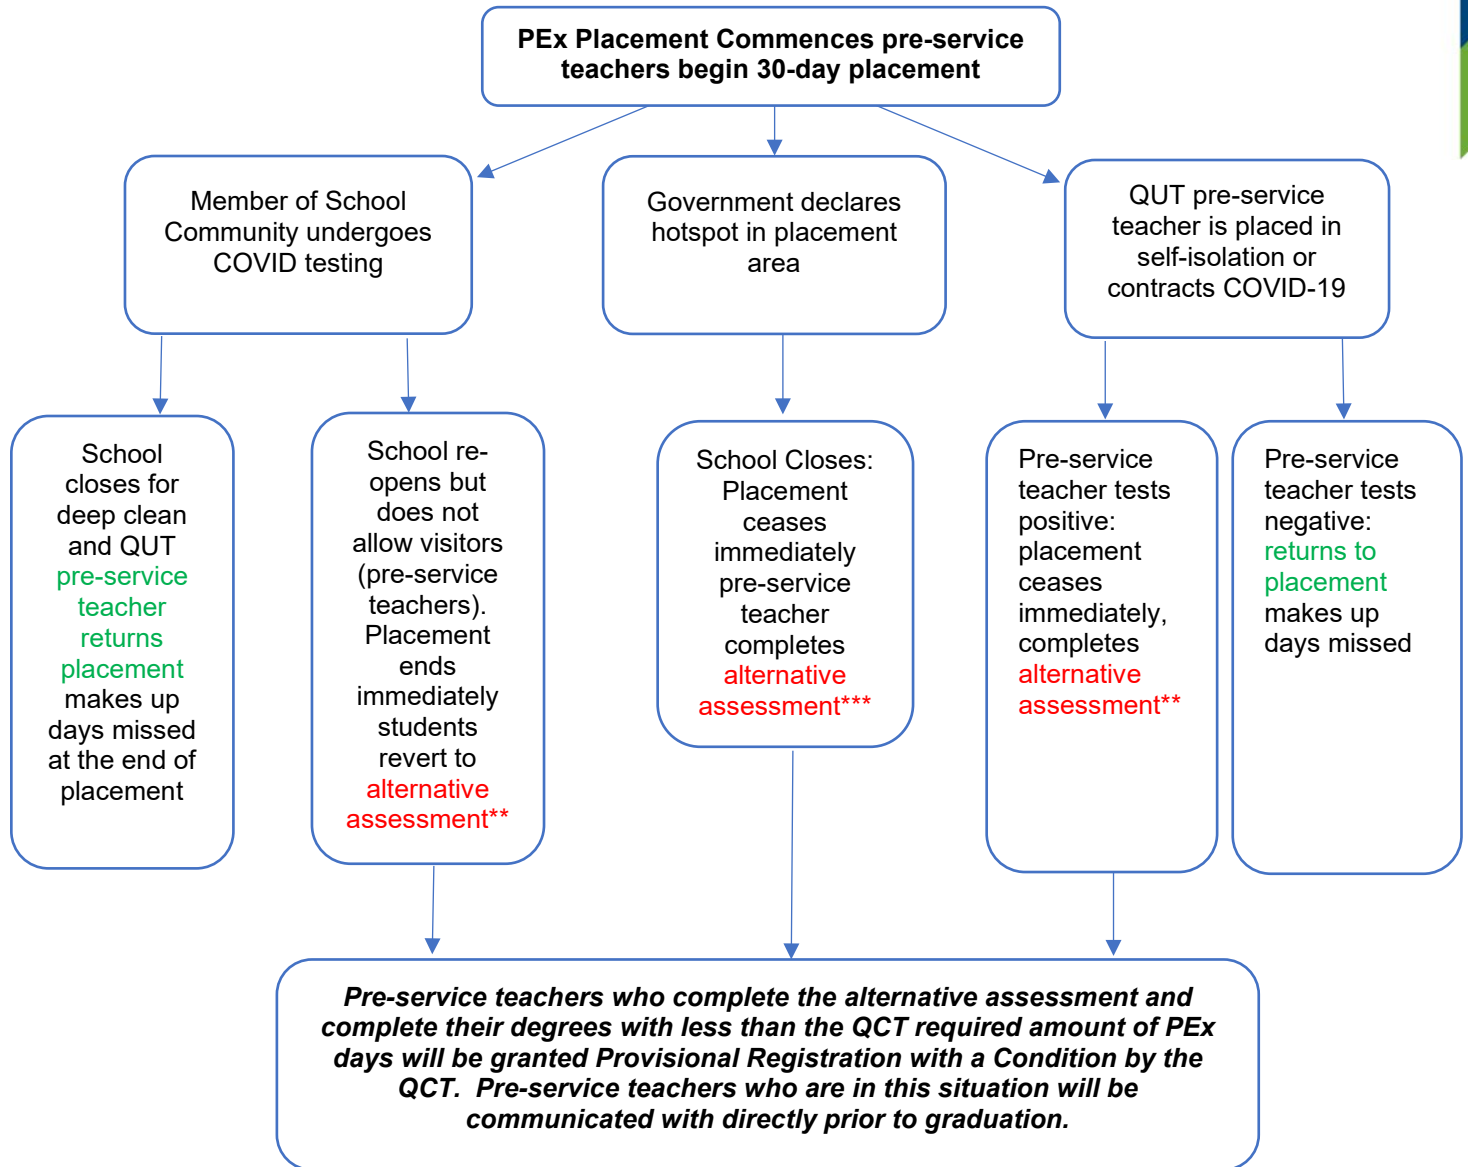 PEx Placement Commences pre-service
teachers begin 30-day placement
Member of School
Community undergoes
COVID testing
Government declares
hotspot in placement
area
QUT pre-service
teacher is placed in
self-isolation or
contracts COVID-19
School
closes for
deep clean
and QUT
pre-service
teacher
returns
placement
makes up
days missed
at the end of
placement
School re-
opens but
does not
allow visitors
(pre-service
teachers).
Placement
ends
immediately
students
revert to
alternative
assessment**
School Closes:
Placement
ceases
immediately
pre-service
teacher
completes
alternative
assessment***
Pre-service
teacher tests
positive:
placement
ceases
immediately,
completes
alternative
assessment**
Pre-service
teacher tests
negative:
returns to
placement
makes up
days missed
Pre-service teachers who complete the alternative assessment and
complete their degrees with less than the QCT required amount of PEx
days will be granted Provisional Registration with a Condition by the
QCT.  Pre-service teachers who are in this situation will be
communicated with directly prior to graduation.